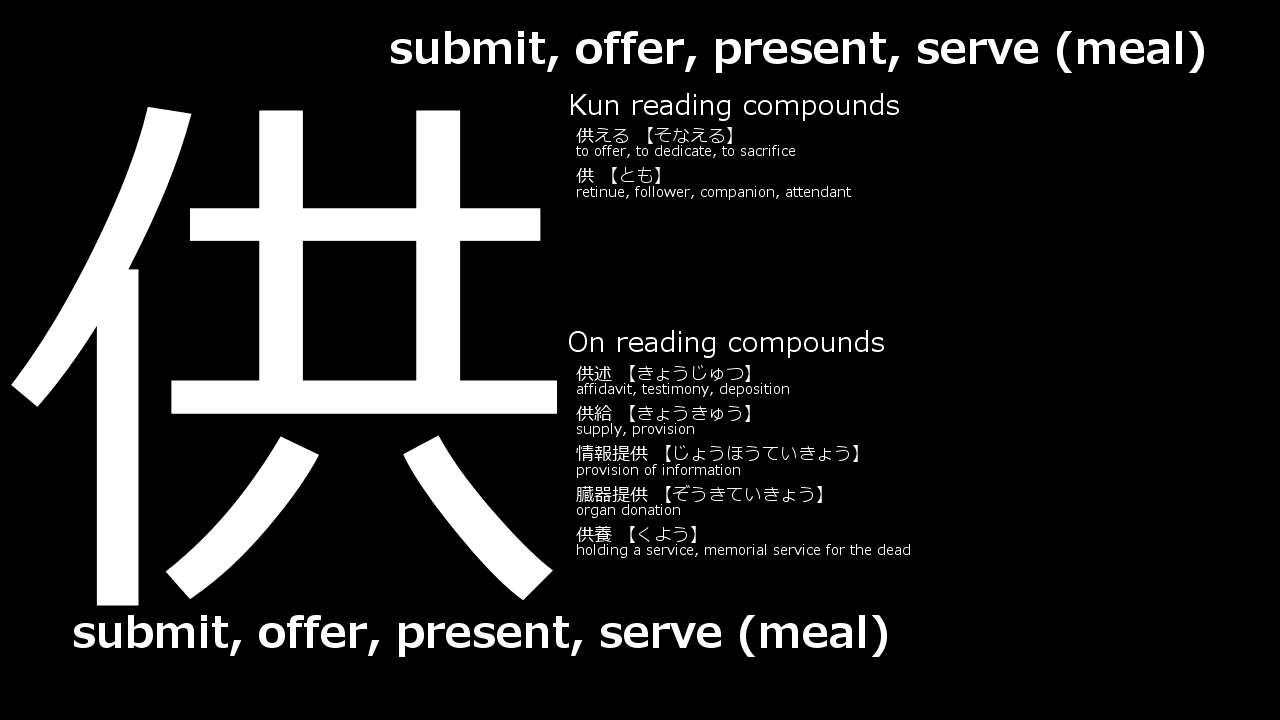 submit, offer, present, serve (meal)
供
Kun reading compounds
供える 【そなえる】
to offer, to dedicate, to sacrifice
供 【とも】
retinue, follower, companion, attendant
On reading compounds
供述 【きょうじゅつ】
affidavit, testimony, deposition
供給 【きょうきゅう】
supply, provision
情報提供 【じょうほうていきょう】
provision of information
臓器提供 【ぞうきていきょう】
organ donation
供養 【くよう】
holding a service, memorial service for the dead
submit, offer, present, serve (meal)